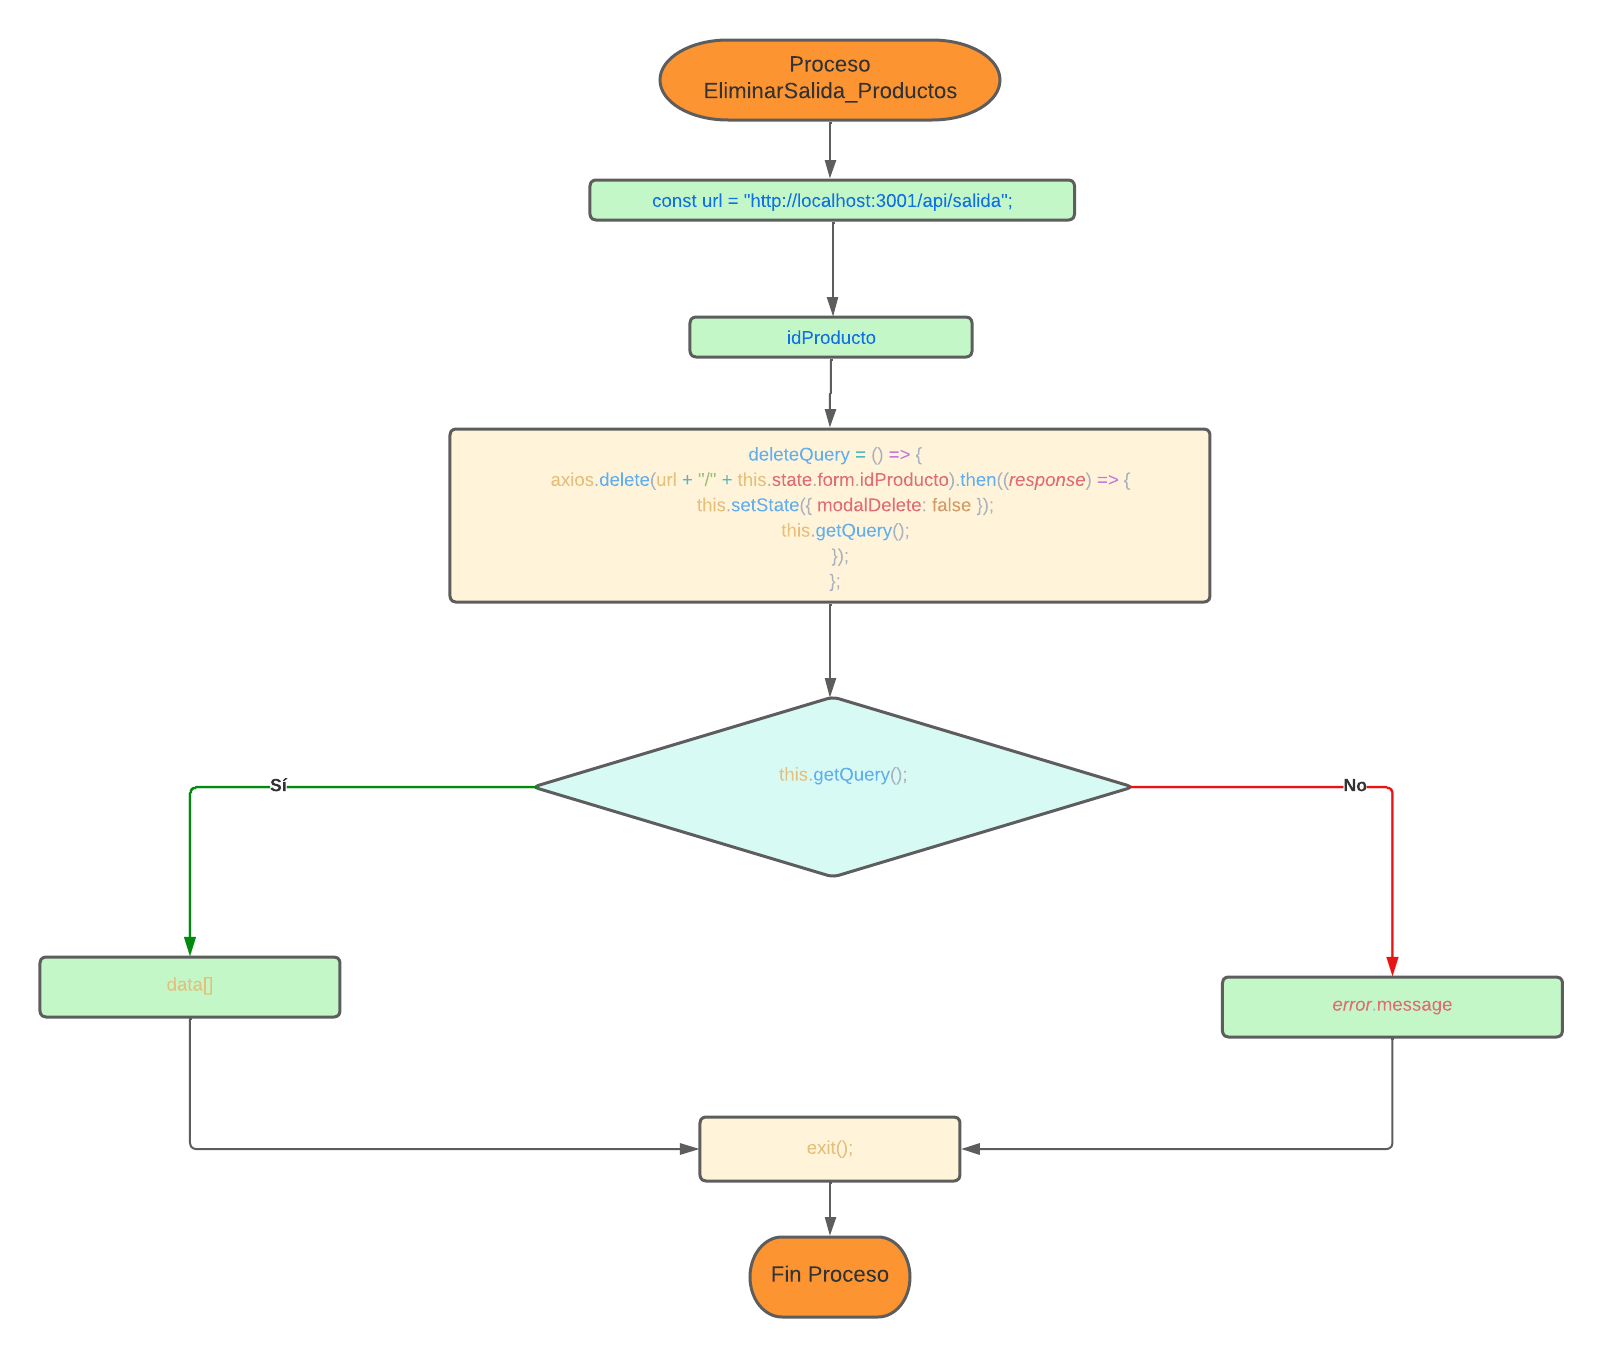 Proceso
EliminarSalida_Productos
const url = "http://localhost:3001/api/salida";
idProducto
deleteQuery = () => {
axios.delete(url + "/" + this.state.form.idProducto).then((response) => {
this.setState({ modalDelete: false });
this.getQuery();
});
};
this.getQuery();
Sí
No
data[]
error.message
exit();
Fin Proceso